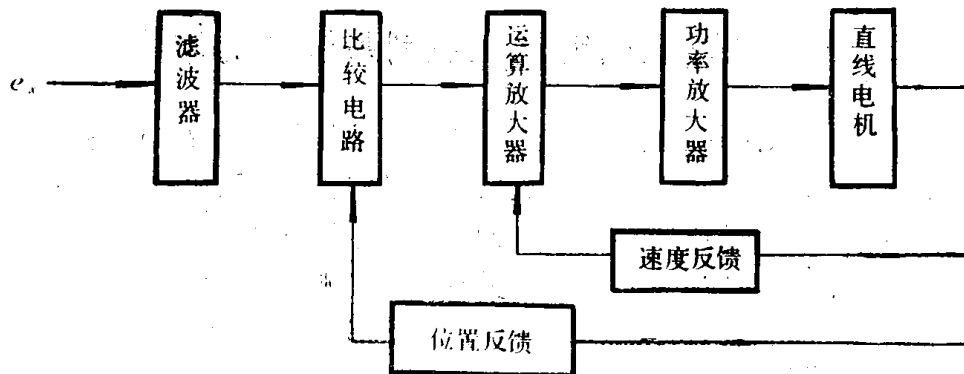 eₓ
滤波器
比较电路
运算放大器
功率放大器
直线电机
速度反馈
位置反馈